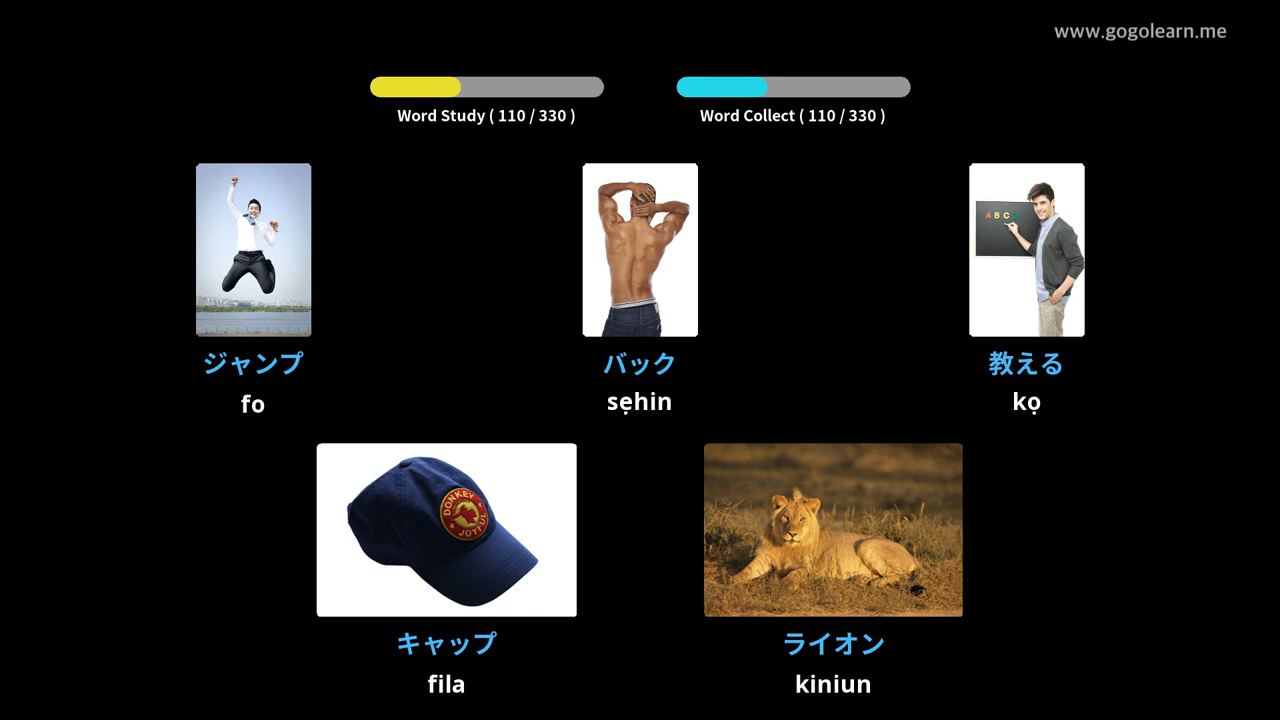 www.gogolearn.me
Word Study ( 110 / 330 )
Word Collect ( 110 / 330 )
A B C D
ジャンプ
fo
バック
sẹhin
教える
kọ
DONKEY
JOYFUL
キャップ
fila
ライオン
kiniun